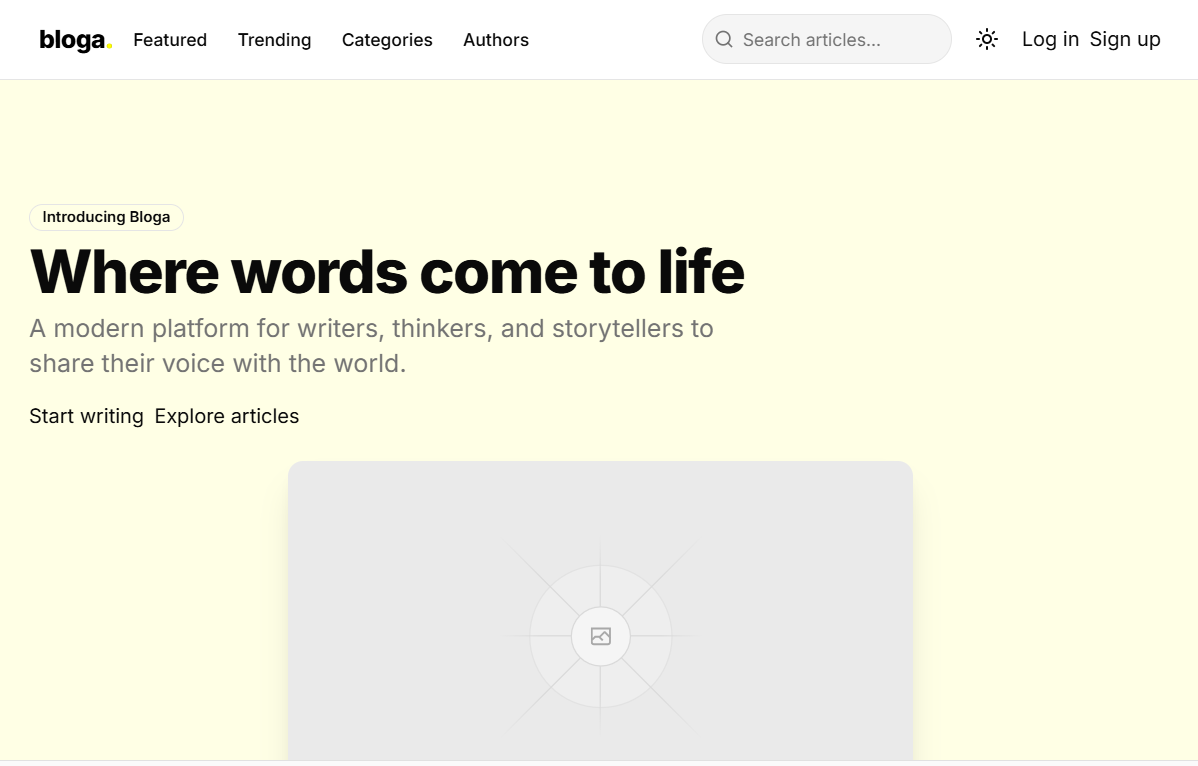 bloga.
Featured
Trending
Categories
Authors
Search articles...
Log in
Sign up
Introducing Bloga
Where words come to life
A modern platform for writers, thinkers, and storytellers to
share their voice with the world.
Start writing
Explore articles